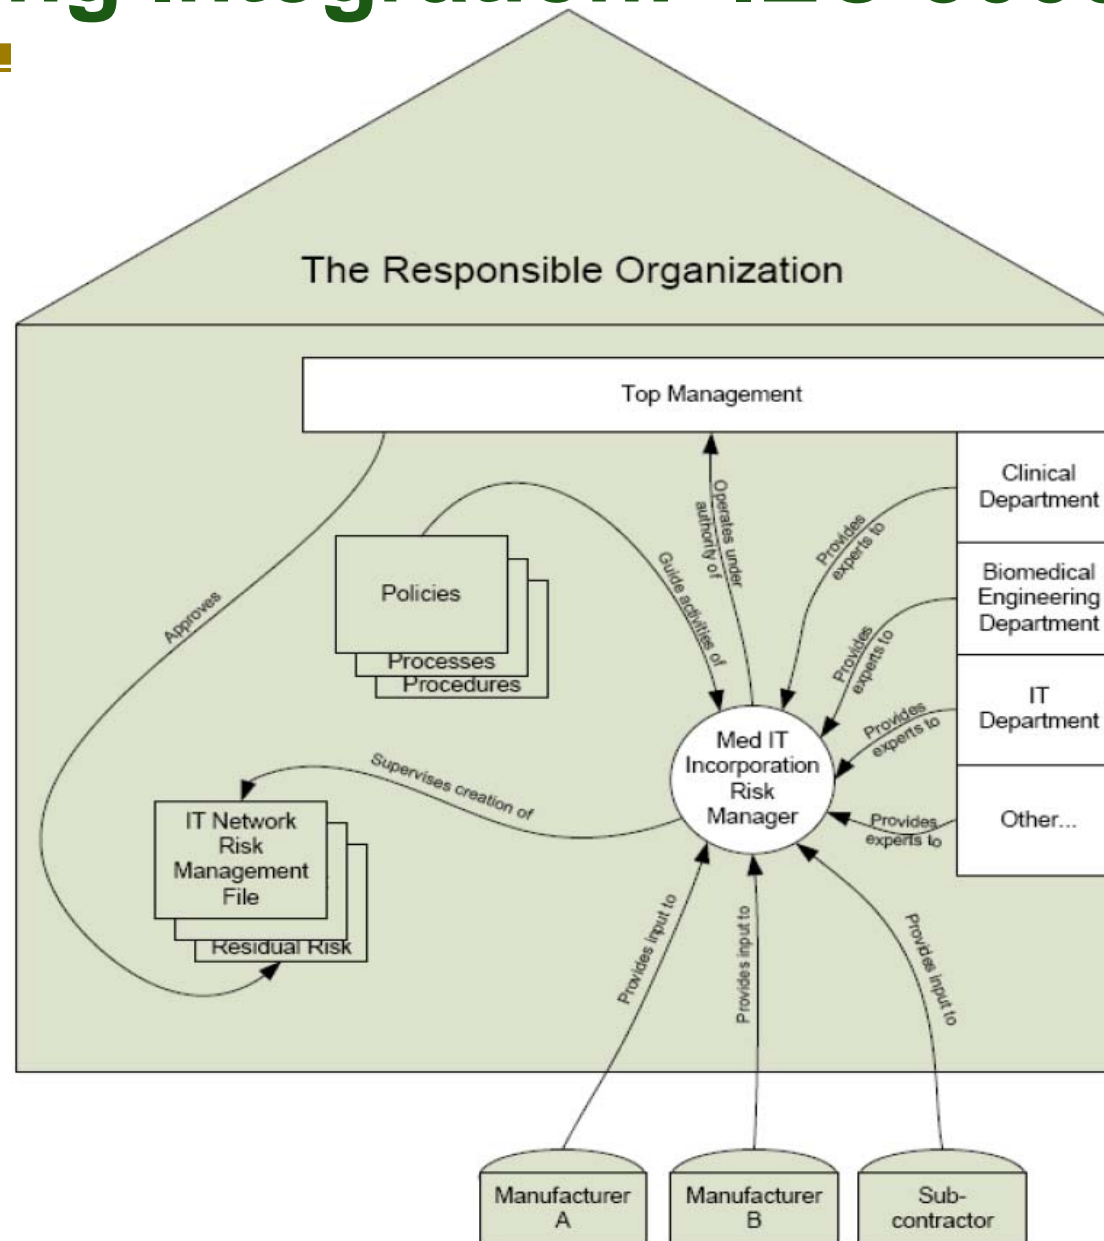 The Responsible Organization
Top Management
Clinical
Department
Operates under
authority of
Provides
experts to
Guide activities of
Policies
Processes
Procedures
Biomedical
Engineering
Department
Approves
Provides
experts to
IT
Department
Provides
experts to
Med IT
Incorporation
Risk
Manager
Supervises creation of
IT Network
Risk
Management
File
Residual Risk
Other...
Provides
experts to
Provides input to
Provides input to
Provides input to
Manufacturer
A
Manufacturer
B
Sub-
contractor